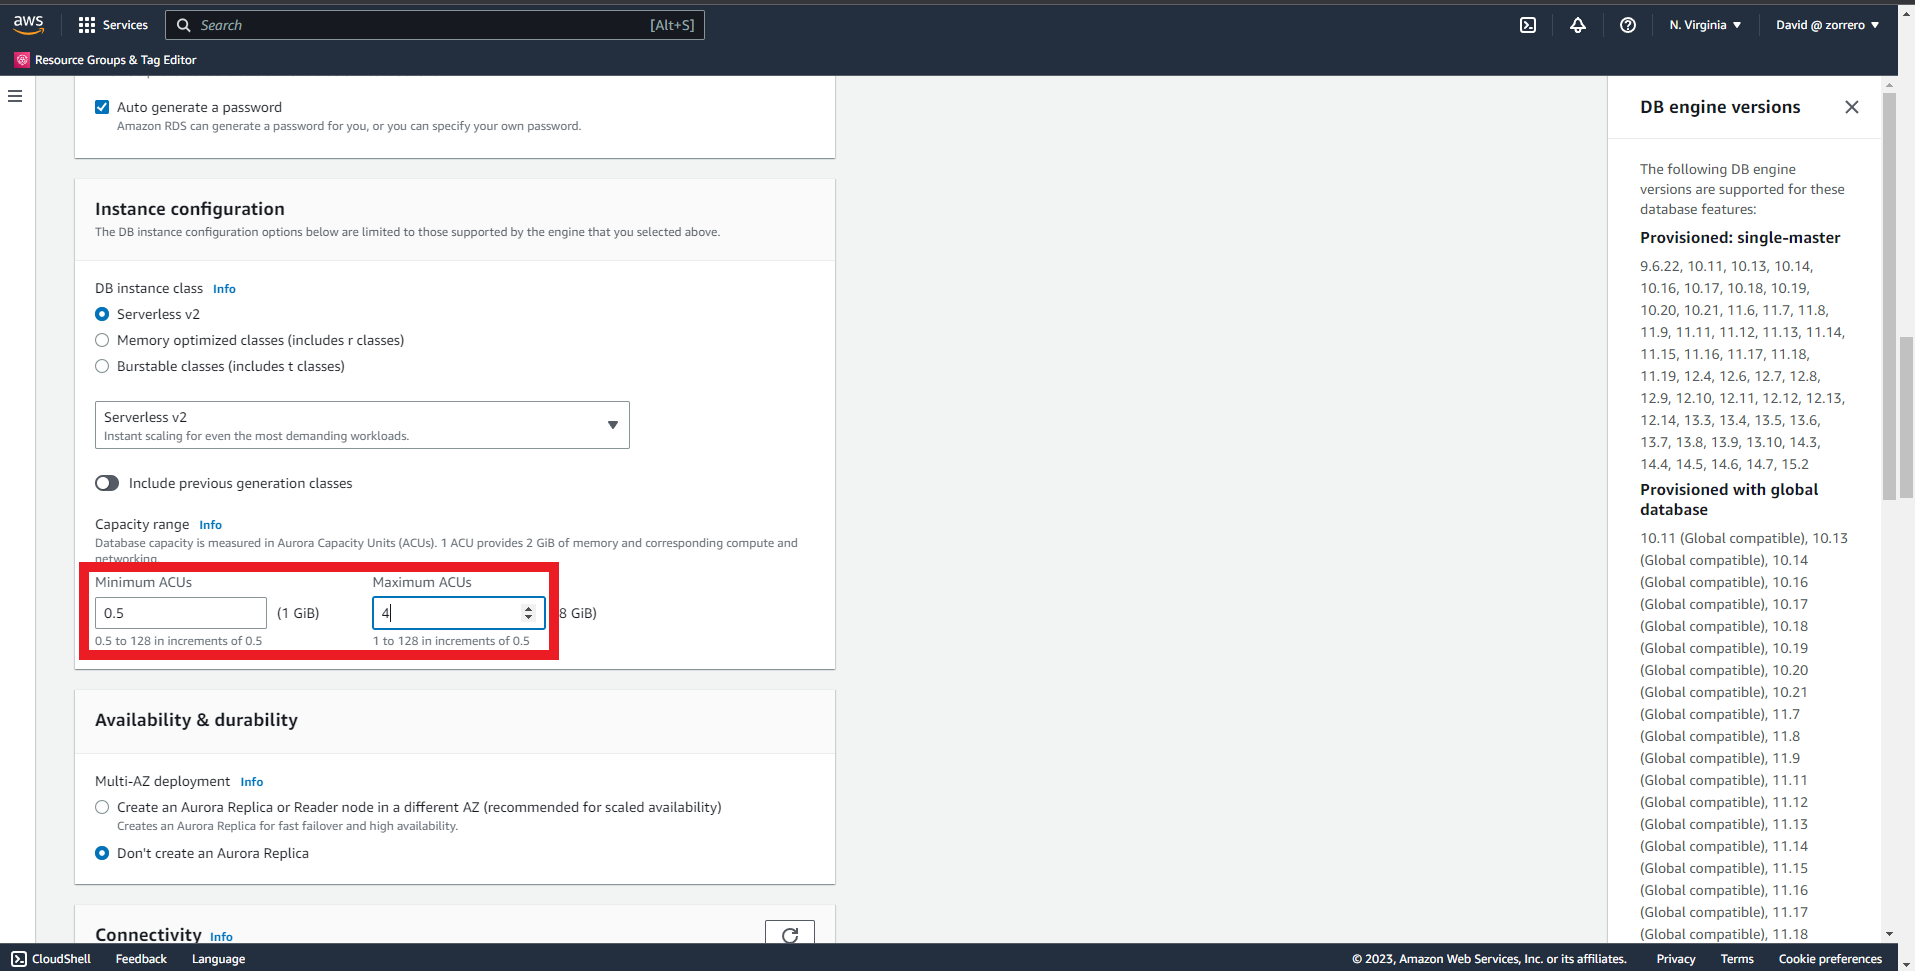 aws
Services
Search
[Alt+S]
N. Virginia
David @ zorrero
Resource Groups & Tag Editor
Auto generate a password
Amazon RDS can generate a password for you, or you can specify your own password.
Instance configuration
The DB instance configuration options below are limited to those supported by the engine that you selected above.
DB instance class Info
Serverless v2
Memory optimized classes (includes r classes)
Burstable classes (includes t classes)
Serverless v2
Instant scaling for even the most demanding workloads.
Include previous generation classes
Capacity range Info
Database capacity is measured in Aurora Capacity Units (ACUs). 1 ACU provides 2 GiB of memory and corresponding compute and
networking.
Minimum ACUs
Maximum ACUs
0.5
(1 GiB)
4
8 GiB)
0.5 to 128 in increments of 0.5
1 to 128 in increments of 0.5
Availability & durability
Multi-AZ deployment Info
Create an Aurora Replica or Reader node in a different AZ (recommended for scaled availability)
Creates an Aurora Replica for fast failover and high availability.
Don't create an Aurora Replica
Connectivity Info
DB engine versions
The following DB engine
versions are supported for these
database features:
Provisioned: single-master
9.6.22, 10.11, 10.13, 10.14,
10.16, 10.17, 10.18, 10.19,
10.20, 10.21, 11.6, 11.7, 11.8,
11.9, 11.11, 11.12, 11.13, 11.14,
11.15, 11.16, 11.17, 11.18,
11.19, 12.4, 12.6, 12.7, 12.8,
12.9, 12.10, 12.11, 12.12, 12.13,
12.14, 13.3, 13.4, 13.5, 13.6,
13.7, 13.8, 13.9, 13.10, 14.3,
14.4, 14.5, 14.6, 14.7, 15.2
Provisioned with global
database
10.11 (Global compatible), 10.13
(Global compatible), 10.14
(Global compatible), 10.16
(Global compatible), 10.17
(Global compatible), 10.18
(Global compatible), 10.19
(Global compatible), 10.20
(Global compatible), 10.21
(Global compatible), 11.7
(Global compatible), 11.8
(Global compatible), 11.9
(Global compatible), 11.11
(Global compatible), 11.12
(Global compatible), 11.13
(Global compatible), 11.14
(Global compatible), 11.15
(Global compatible), 11.16
(Global compatible), 11.17
(Global compatible), 11.18
CloudShell
Feedback
Language
© 2023, Amazon Web Services, Inc. or its affiliates.
Privacy
Terms
Cookie preferences